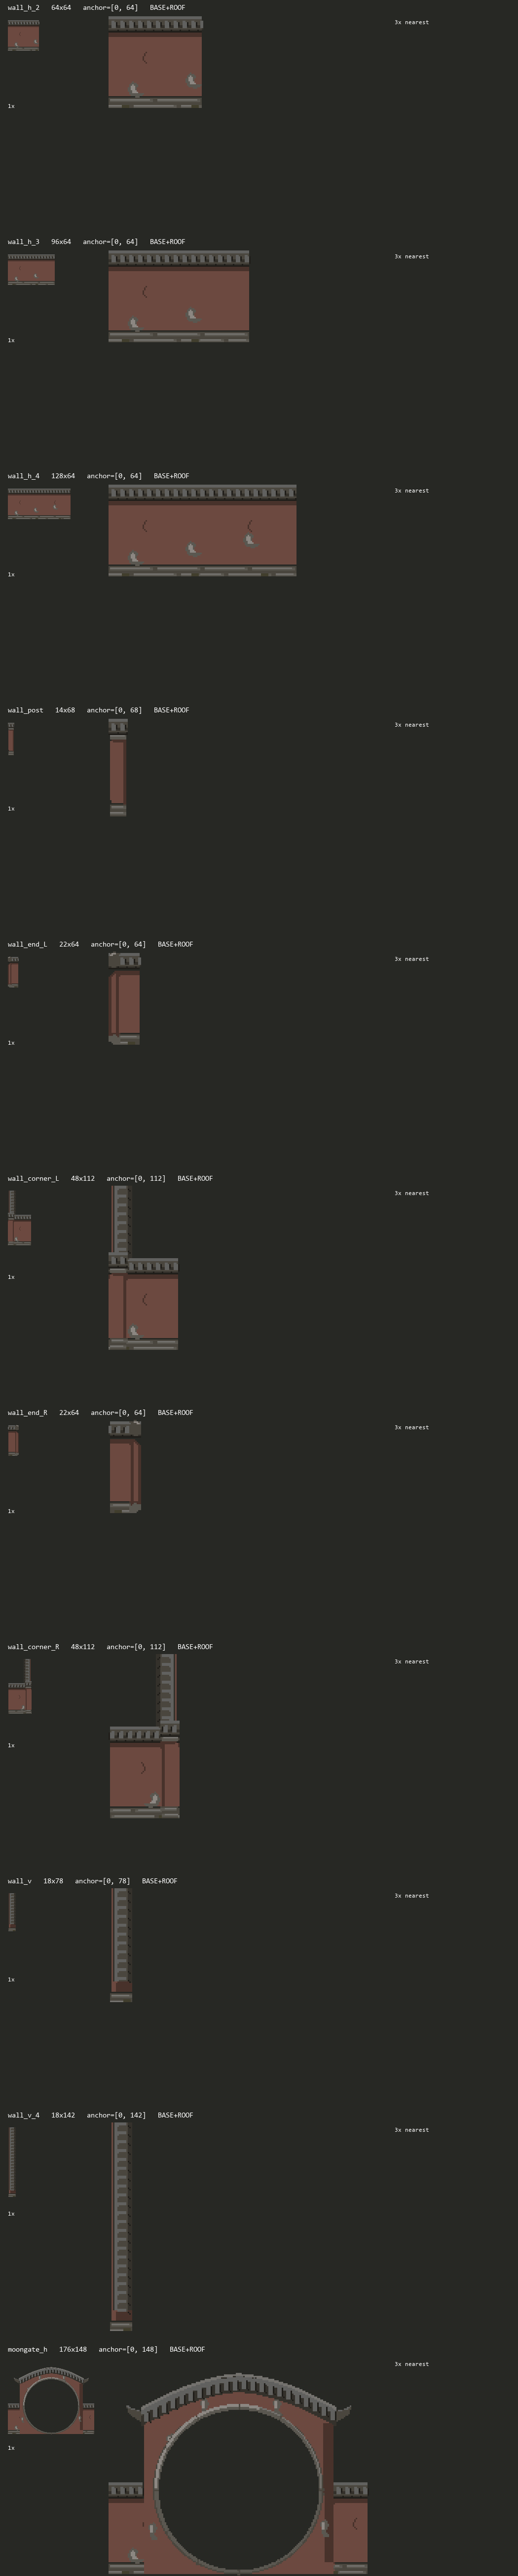 wall_h_2   64x64   anchor=[0, 64]   BASE+ROOF
3x nearest
1x
wall_h_3   96x64   anchor=[0, 64]   BASE+ROOF
3x nearest
1x
wall_h_4   128x64   anchor=[0, 64]   BASE+ROOF
3x nearest
1x
wall_post   14x68   anchor=[0, 68]   BASE+ROOF
3x nearest
1x
wall_end_L   22x64   anchor=[0, 64]   BASE+ROOF
3x nearest
1x
wall_corner_L   48x112   anchor=[0, 112]   BASE+ROOF
3x nearest
1x
wall_end_R   22x64   anchor=[0, 64]   BASE+ROOF
3x nearest
1x
wall_corner_R   48x112   anchor=[0, 112]   BASE+ROOF
3x nearest
1x
wall_v   18x78   anchor=[0, 78]   BASE+ROOF
3x nearest
1x
wall_v_4   18x142   anchor=[0, 142]   BASE+ROOF
3x nearest
1x
moongate_h   176x148   anchor=[0, 148]   BASE+ROOF
3x nearest
1x